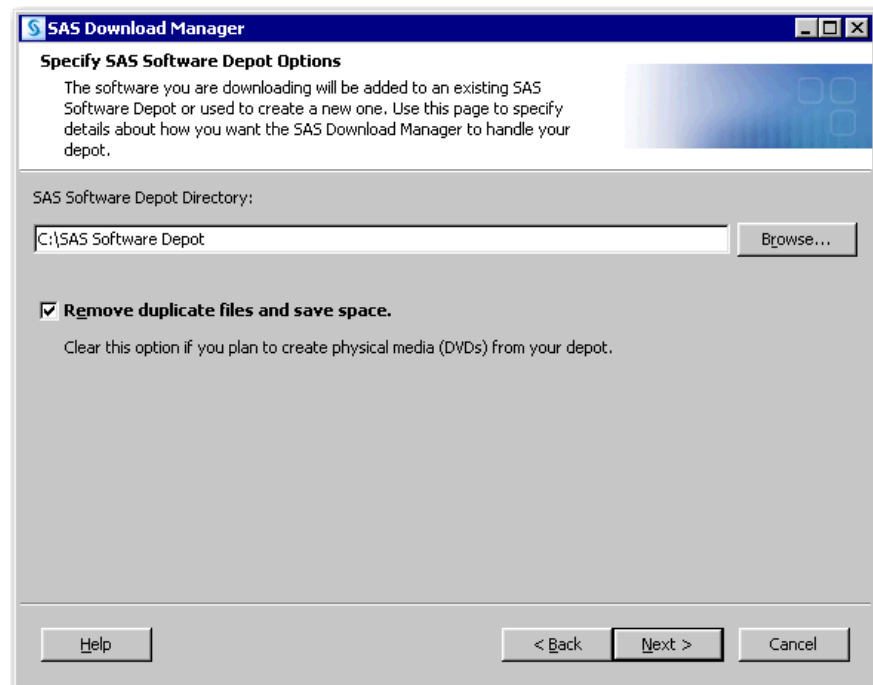 SAS Download Manager
Specify SAS Software Depot Options
The software you are downloading will be added to an existing SAS
Software Depot or used to create a new one. Use this page to specify
details about how you want the SAS Download Manager to handle your
depot.
SAS Software Depot Directory:
C:\SAS Software Depot
Browse...
Remove duplicate files and save space.
Clear this option if you plan to create physical media (DVDs) from your depot.
Help
< Back
Next >
Cancel